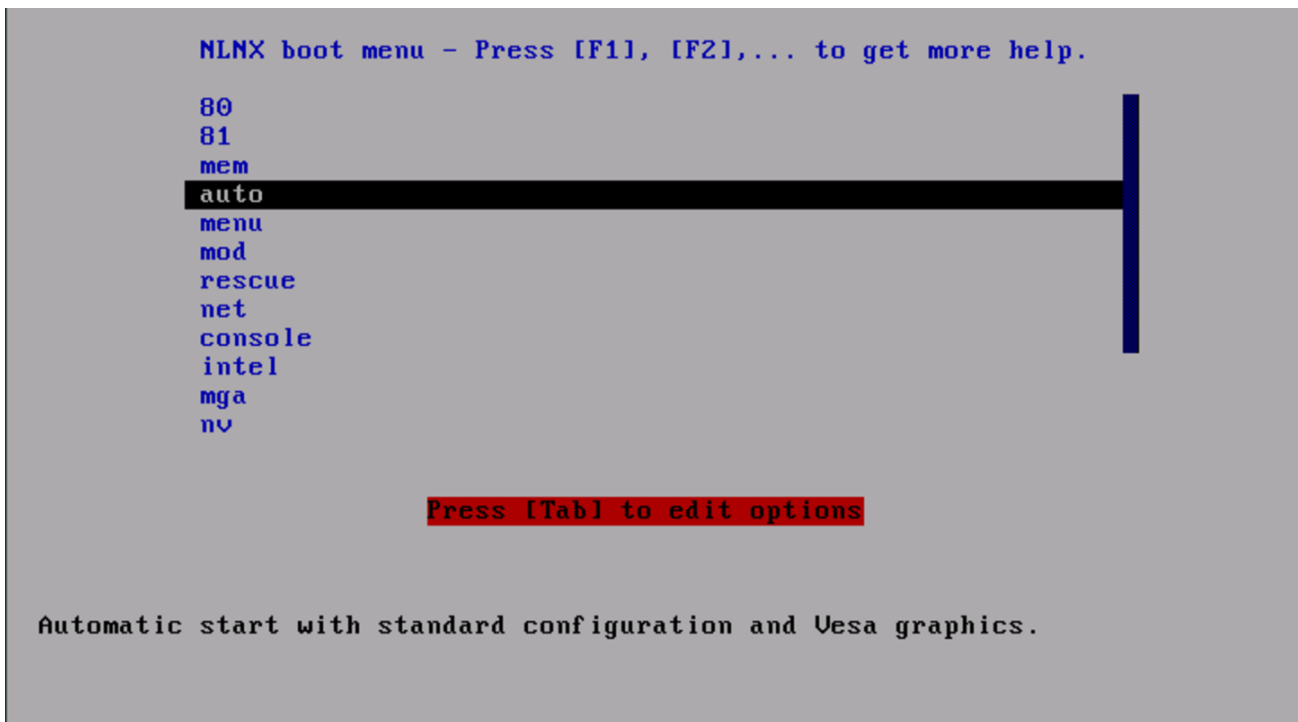 NLNX boot menu - Press [F1], [F2],... to get more help.
80
81
mem
auto
menu
mod
rescue
net
console
intel
mga
nv
Press [Tab] to edit options
Automatic start with standard configuration and Vesa graphics.